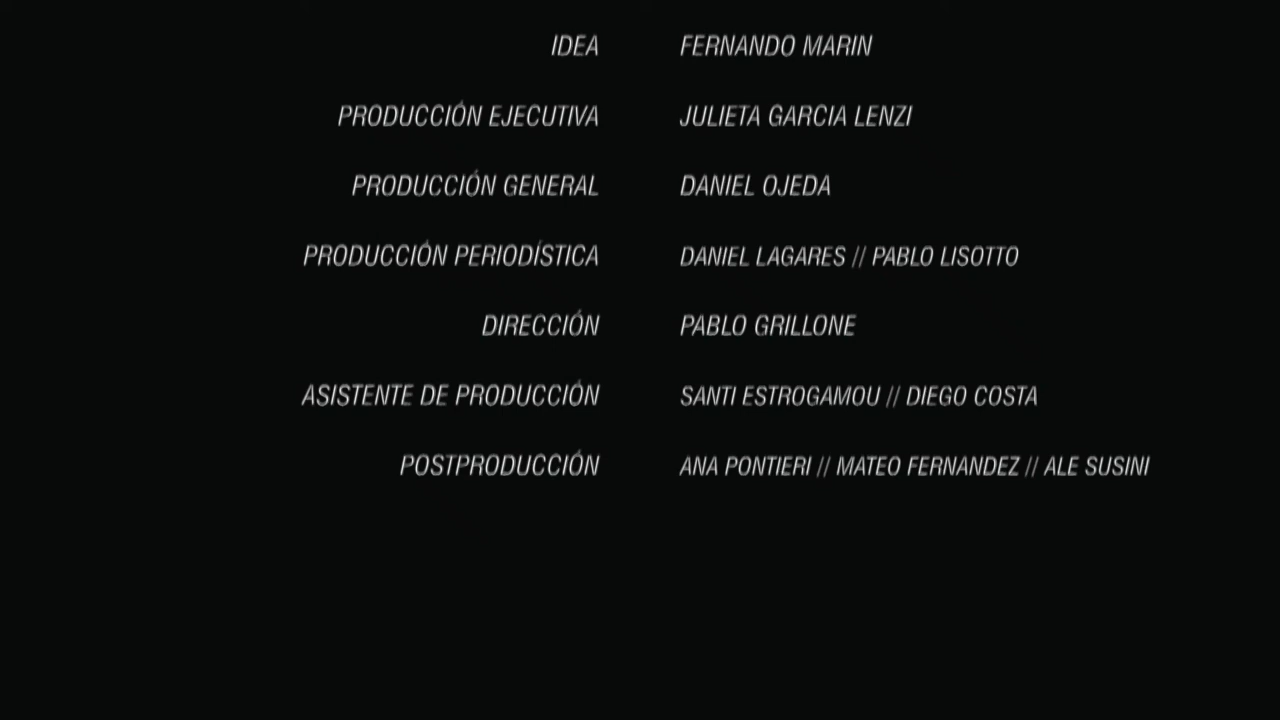 IDEA FERNANDO MARIN
PRODUCCIÓN EJECUTIVA JULIETA GARCIA LENZI
PRODUCCIÓN GENERAL DANIEL OJEDA
PRODUCCIÓN PERIODÍSTICA DANIEL LAGARES // PABLO LISOTTO
DIRECCIÓN PABLO GRILLONE
ASISTENTE DE PRODUCCIÓN SANTI ESTROGAMOU // DIEGO COSTA
POSTPRODUCCIÓN ANA PONTIERI // MATEO FERNANDEZ // ALE SUSINI